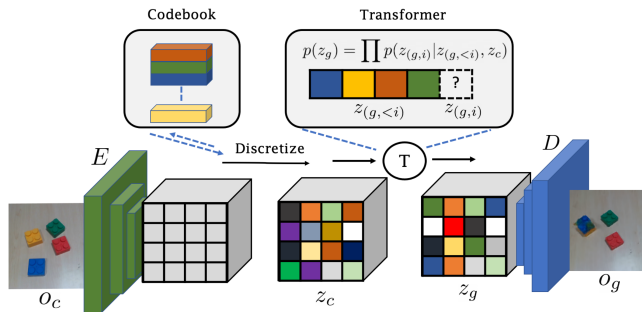 Codebook
Transformer
p(z_g) = ∏ p(z_(g,i)|z_(g,<i), z_c)
?
z_(g,<i) z_(g,i)
E
Discretize
T
D
o_c
z_c
z_g
o_g